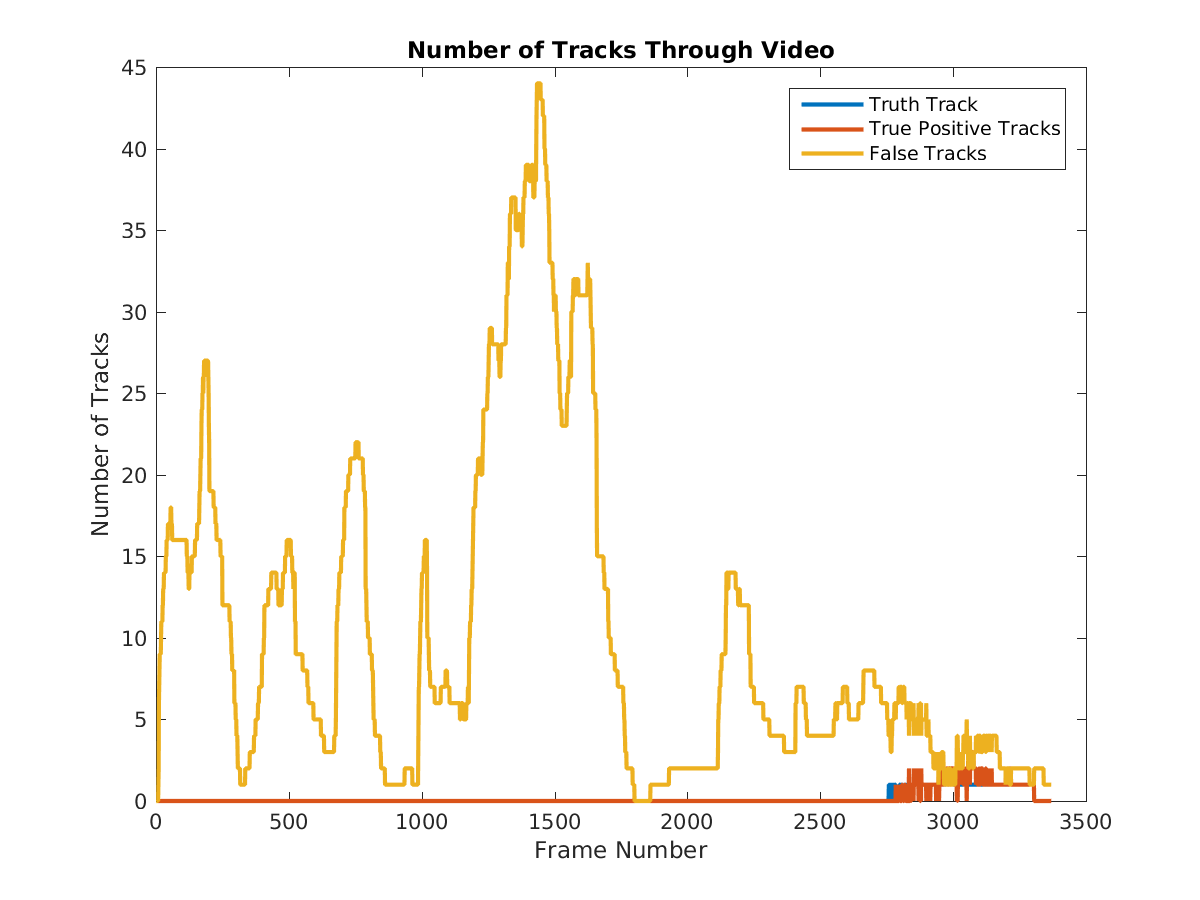 Number of Tracks Through Video
Truth Track
True Positive Tracks
False Tracks
Number of Tracks
45
40
35
30
25
20
15
10
5
0
0 500 1000 1500 2000 2500 3000 3500
Frame Number